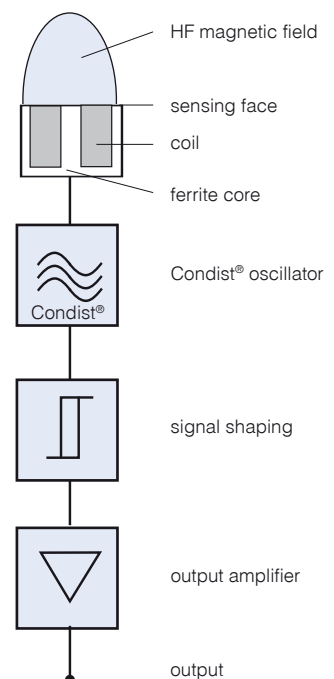 HF magnetic field
sensing face
coil
ferrite core
Condist® oscillator
Condist®
signal shaping
output amplifier
output